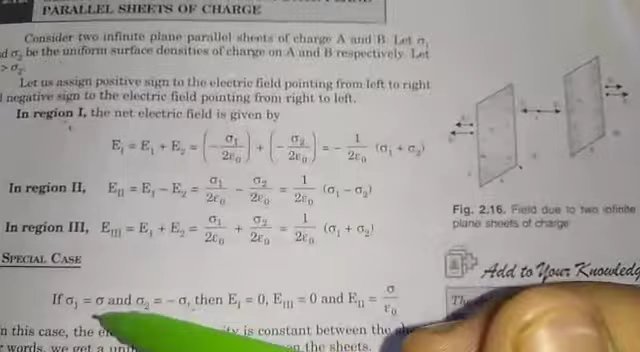 PARALLEL SHEETS OF CHARGE
Consider two infinite plane parallel sheets of charge A and B. Let σ₁
σ₂ be the uniform surface densities of charge on A and B respectively. Let
> σ₂.
Let us assign positive sign to the electric field pointing from left to right
negative sign to the electric field pointing from right to left.
In region I, the net electric field is given by
E_I = E₁ + E₂ = (−σ₁/2ε₀) + (−σ₂/2ε₀) = −1/2ε₀ (σ₁ + σ₂)
In region II, E_II = E₁ − E₂ = σ₁/2ε₀ − σ₂/2ε₀ = 1/2ε₀ (σ₁ − σ₂)
In region III, E_III = E₁ + E₂ = σ₁/2ε₀ + σ₂/2ε₀ = 1/2ε₀ (σ₁ + σ₂)
SPECIAL CASE
If σ₁ = σ and σ₂ = − σ, then E_I = 0, E_III = 0 and E_II = σ/ε₀
n this case, the is constant between the
words, we get a the sheets.
Fig. 2.16. Field due to two infinite
plane sheets of charge
Add to Your Knowledg